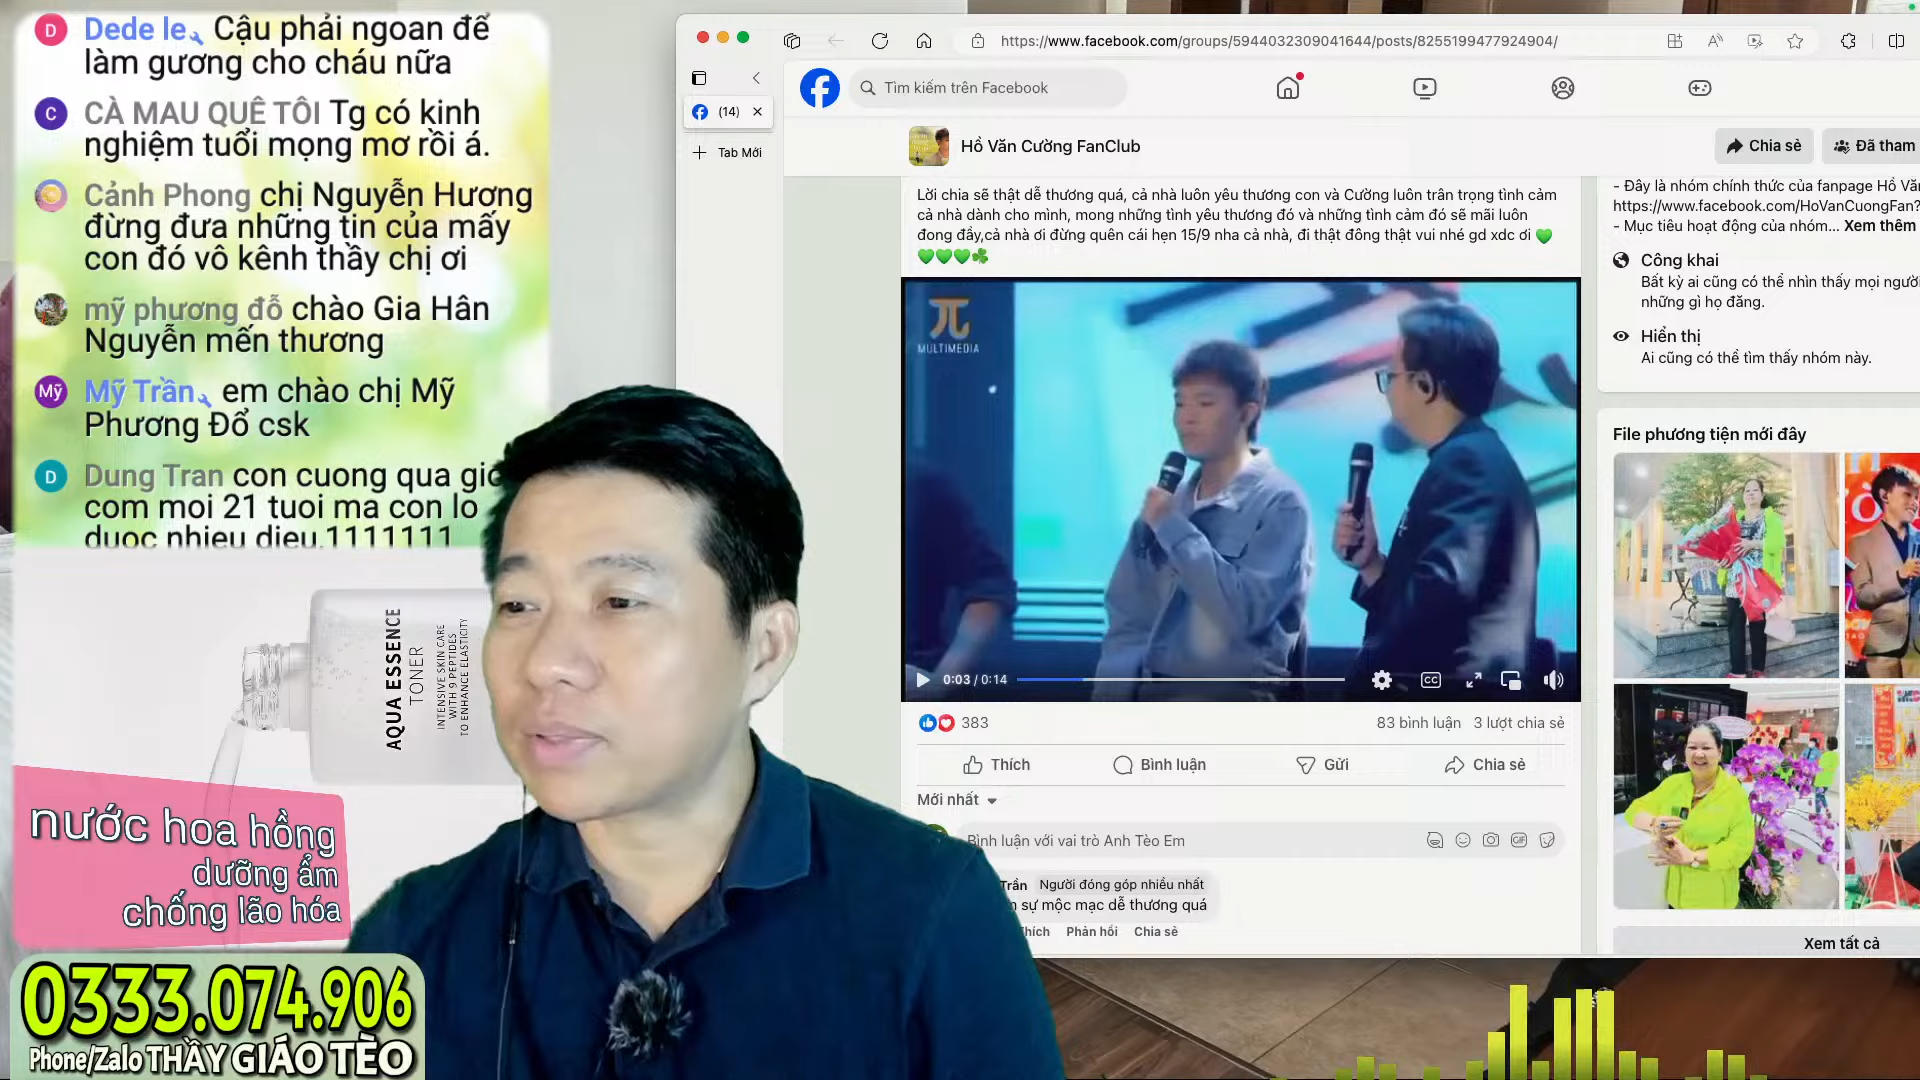 Dede le Cậu phải ngoan để
làm gương cho cháu nữa
CÀ MAU QUÊ TÔI Tg có kinh
nghiệm tuổi mọng mơ rồi á.
Cảnh Phong chị Nguyễn Hương
đừng đưa những tin của mấy
con đó vô kênh thầy chị ơi
mỹ phương đỗ chào Gia Hân
Nguyễn mến thương
Mỹ Mỹ Trần em chào chị Mỹ
Phương Đổ csk
Dung Tran con cuong qua gio
com moi 21 tuoi ma con lo
duoc nhieu dieu.1111111
AQUA ESSENCE
TONER
INTENSIVE SKIN CARE
WITH 9 PEPTIDES
TO ENHANCE ELASTICITY
nước hoa hồng
dưỡng ẩm
chống lão hóa
0333.074.906
Phone/Zalo THẦY GIÁO TÈO
https://www.facebook.com/groups/5944032309041644/posts/8255199477924904/
(14)
Tab Mới
Tìm kiếm trên Facebook
Hồ Văn Cường FanClub
Chia sẻ
Đã tham
Lời chia sẽ thật dễ thương quá, cả nhà luôn yêu thương con và Cường luôn trân trọng tình cảm
cả nhà dành cho mình, mong những tình yêu thương đó và những tình cảm đó sẽ mãi luôn
đong đầy,cả nhà ơi đừng quên cái hẹn 15/9 nha cả nhà, đi thật đông thật vui nhé gd xdc ơi 💚
💚💚💚☘️
MULTIMEDIA
0:03 / 0:14
CC
383
83 bình luận 3 lượt chia sẻ
Thích
Bình luận
Gửi
Chia sẻ
Mới nhất
Bình luận với vai trò Anh Tèo Em
GIF
Trần Người đóng góp nhiều nhất
sự mộc mạc dễ thương quá
Thích Phản hồi Chia sẻ
- Đây là nhóm chính thức của fanpage Hồ Vă
https://www.facebook.com/HoVanCuongFan?
- Mục tiêu hoạt động của nhóm... Xem thêm
Công khai
Bất kỳ ai cũng có thể nhìn thấy mọi người
những gì họ đăng.
Hiển thị
Ai cũng có thể tìm thấy nhóm này.
File phương tiện mới đây
Xem tất cả